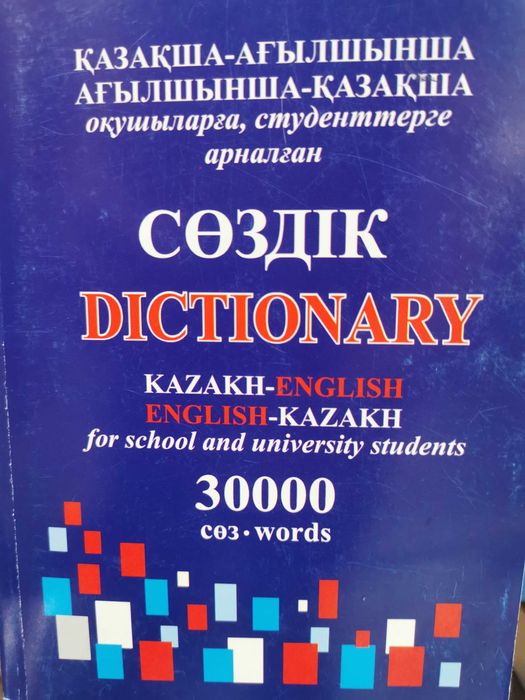 ҚАЗАҚША-АҒЫЛШЫНША
АҒЫЛШЫНША-ҚАЗАҚША
оқушыларға, студенттерге
арналған
СӨЗДІК
DICTIONARY
KAZAKH-ENGLISH
ENGLISH-KAZAKH
for school and university students
30000
сөз • words